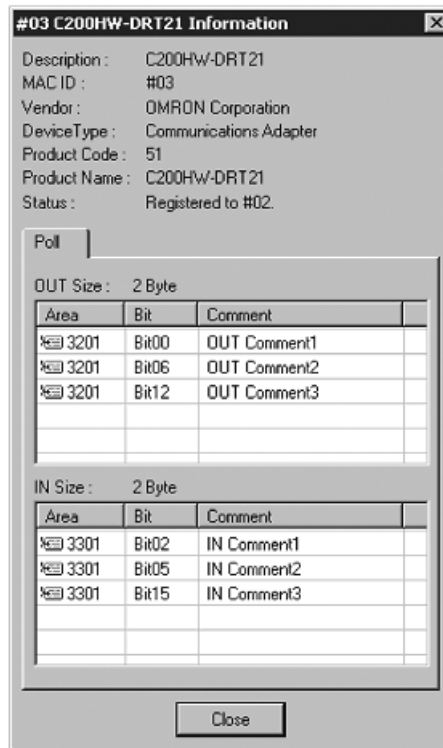 #03 C200HW-DRT21 Information
Description : C200HW-DRT21
MAC ID : #03
Vendor : OMRON Corporation
DeviceType : Communications Adapter
Product Code : 51
Product Name : C200HW-DRT21
Status : Registered to #02.
Poll
OUT Size : 2 Byte
Area Bit Comment
3201 Bit00 OUT Comment1
3201 Bit06 OUT Comment2
3201 Bit12 OUT Comment3
IN Size : 2 Byte
Area Bit Comment
3301 Bit02 IN Comment1
3301 Bit05 IN Comment2
3301 Bit15 IN Comment3
Close